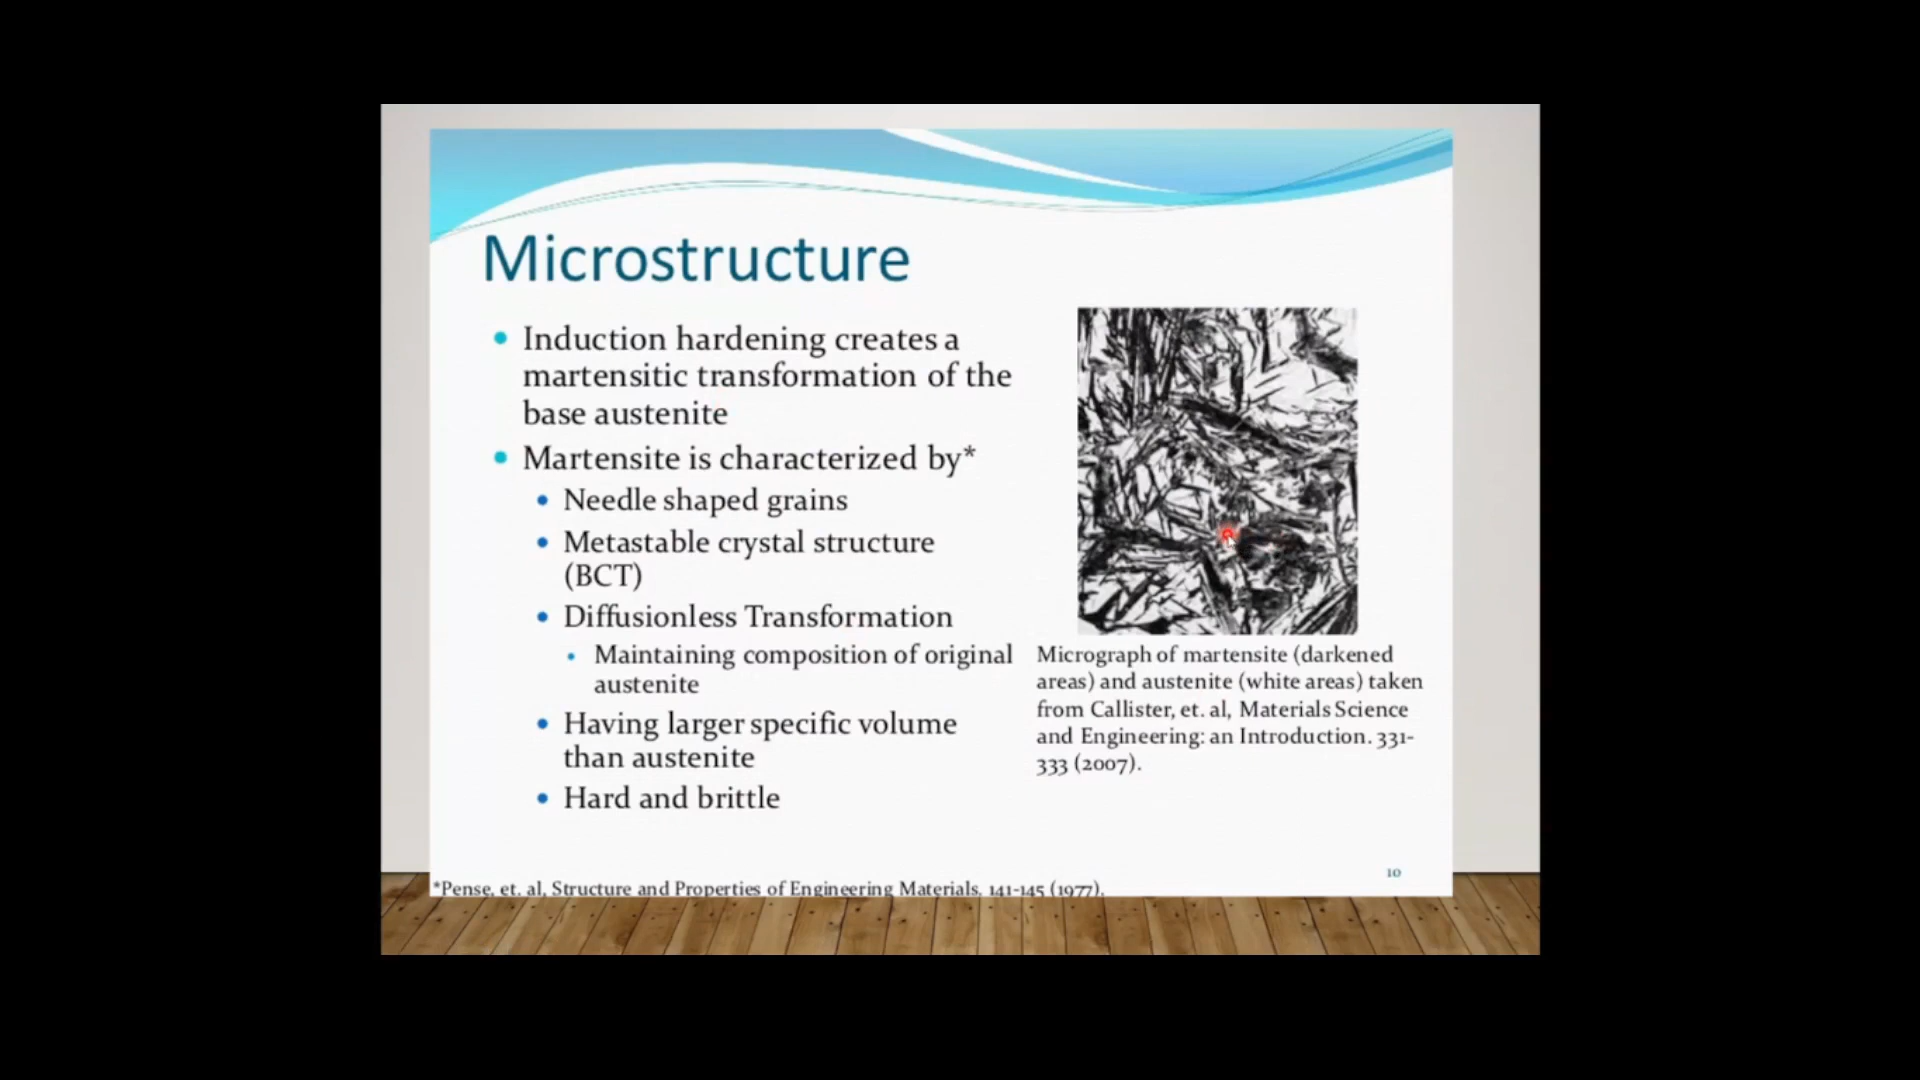 Microstructure
Induction hardening creates a
martensitic transformation of the
base austenite
Martensite is characterized by*
Needle shaped grains
Metastable crystal structure
(BCT)
Diffusionless Transformation
Maintaining composition of original
austenite
Having larger specific volume
than austenite
Hard and brittle
Micrograph of martensite (darkened
areas) and austenite (white areas) taken
from Callister, et. al, Materials Science
and Engineering: an Introduction. 331-
333 (2007).
10
*Pense, et. al, Structure and Properties of Engineering Materials. 141-145 (1977).